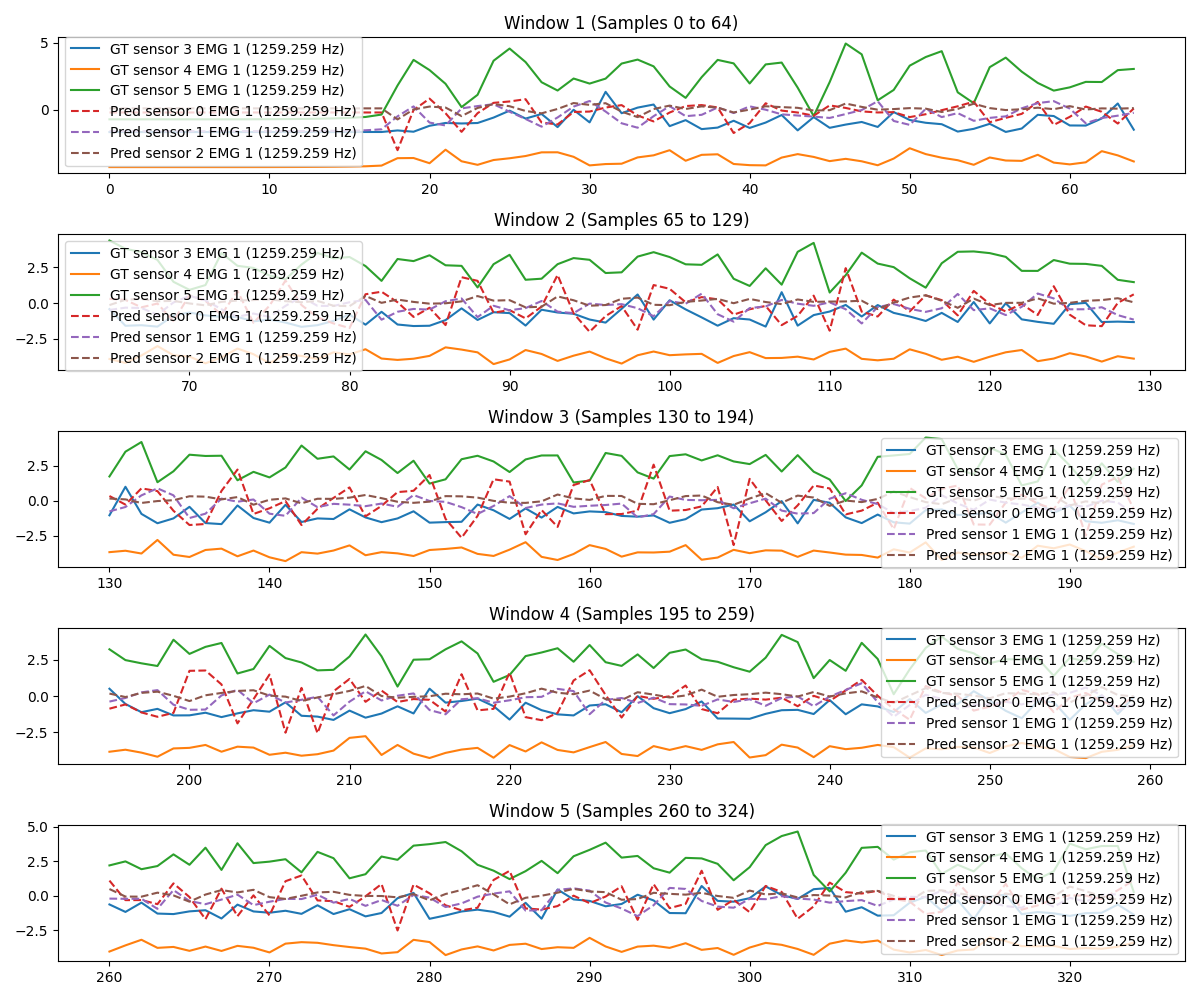 Window 1 (Samples 0 to 64)
5
0
GT sensor 3 EMG 1 (1259.259 Hz)
GT sensor 4 EMG 1 (1259.259 Hz)
GT sensor 5 EMG 1 (1259.259 Hz)
Pred sensor 0 EMG 1 (1259.259 Hz)
Pred sensor 1 EMG 1 (1259.259 Hz)
Pred sensor 2 EMG 1 (1259.259 Hz)
0 10 20 30 40 50 60
Window 2 (Samples 65 to 129)
2.5
0.0
−2.5
GT sensor 3 EMG 1 (1259.259 Hz)
GT sensor 4 EMG 1 (1259.259 Hz)
GT sensor 5 EMG 1 (1259.259 Hz)
Pred sensor 0 EMG 1 (1259.259 Hz)
Pred sensor 1 EMG 1 (1259.259 Hz)
Pred sensor 2 EMG 1 (1259.259 Hz)
70 80 90 100 110 120 130
Window 3 (Samples 130 to 194)
2.5
0.0
−2.5
GT sensor 3 EMG 1 (1259.259 Hz)
GT sensor 4 EMG 1 (1259.259 Hz)
GT sensor 5 EMG 1 (1259.259 Hz)
Pred sensor 0 EMG 1 (1259.259 Hz)
Pred sensor 1 EMG 1 (1259.259 Hz)
Pred sensor 2 EMG 1 (1259.259 Hz)
130 140 150 160 170 180 190
Window 4 (Samples 195 to 259)
2.5
0.0
−2.5
GT sensor 3 EMG 1 (1259.259 Hz)
GT sensor 4 EMG 1 (1259.259 Hz)
GT sensor 5 EMG 1 (1259.259 Hz)
Pred sensor 0 EMG 1 (1259.259 Hz)
Pred sensor 1 EMG 1 (1259.259 Hz)
Pred sensor 2 EMG 1 (1259.259 Hz)
200 210 220 230 240 250 260
Window 5 (Samples 260 to 324)
5.0
2.5
0.0
−2.5
GT sensor 3 EMG 1 (1259.259 Hz)
GT sensor 4 EMG 1 (1259.259 Hz)
GT sensor 5 EMG 1 (1259.259 Hz)
Pred sensor 0 EMG 1 (1259.259 Hz)
Pred sensor 1 EMG 1 (1259.259 Hz)
Pred sensor 2 EMG 1 (1259.259 Hz)
260 270 280 290 300 310 320